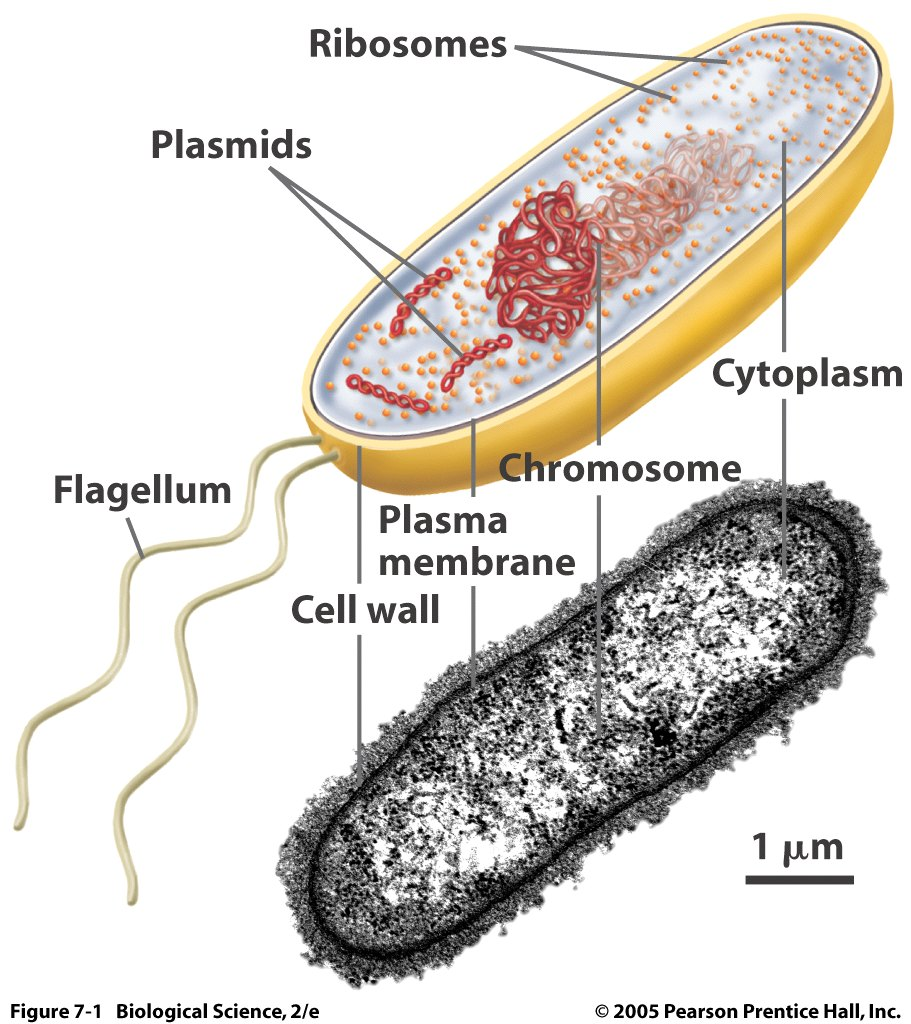 Ribosomes
Plasmids
Cytoplasm
Chromosome
Flagellum
Plasma
membrane
Cell wall
1 μm
Figure 7-1 Biological Science, 2/e
© 2005 Pearson Prentice Hall, Inc.